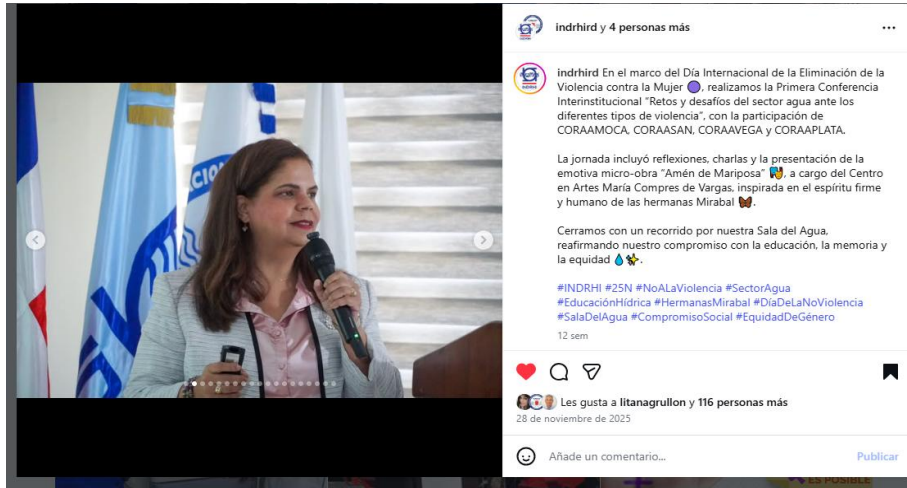 indrhird y 4 personas más
indrhird En el marco del Día Internacional de la Eliminación de la
Violencia contra la Mujer 🟣, realizamos la Primera Conferencia
Interinstitucional "Retos y desafíos del sector agua ante los
diferentes tipos de violencia", con la participación de
CORAAMOCA, CORAASAN, CORAAVEGA y CORAAPLATA.
La jornada incluyó reflexiones, charlas y la presentación de la
emotiva micro-obra "Amén de Mariposa" 🎭, a cargo del Centro
en Artes María Compres de Vargas, inspirada en el espíritu firme
y humano de las hermanas Mirabal 🦋.
Cerramos con un recorrido por nuestra Sala del Agua,
reafirmando nuestro compromiso con la educación, la memoria y
la equidad 💧✨.
#INDRHI #25N #NoALaViolencia #SectorAgua
#EducaciónHídrica #HermanasMirabal #DíaDeLaNoViolencia
#SalaDelAgua #CompromisoSocial #EquidadDeGénero
12 sem
Les gusta a litanagrullon y 116 personas más
28 de noviembre de 2025
Añade un comentario...
Publicar
ES POSIBLE